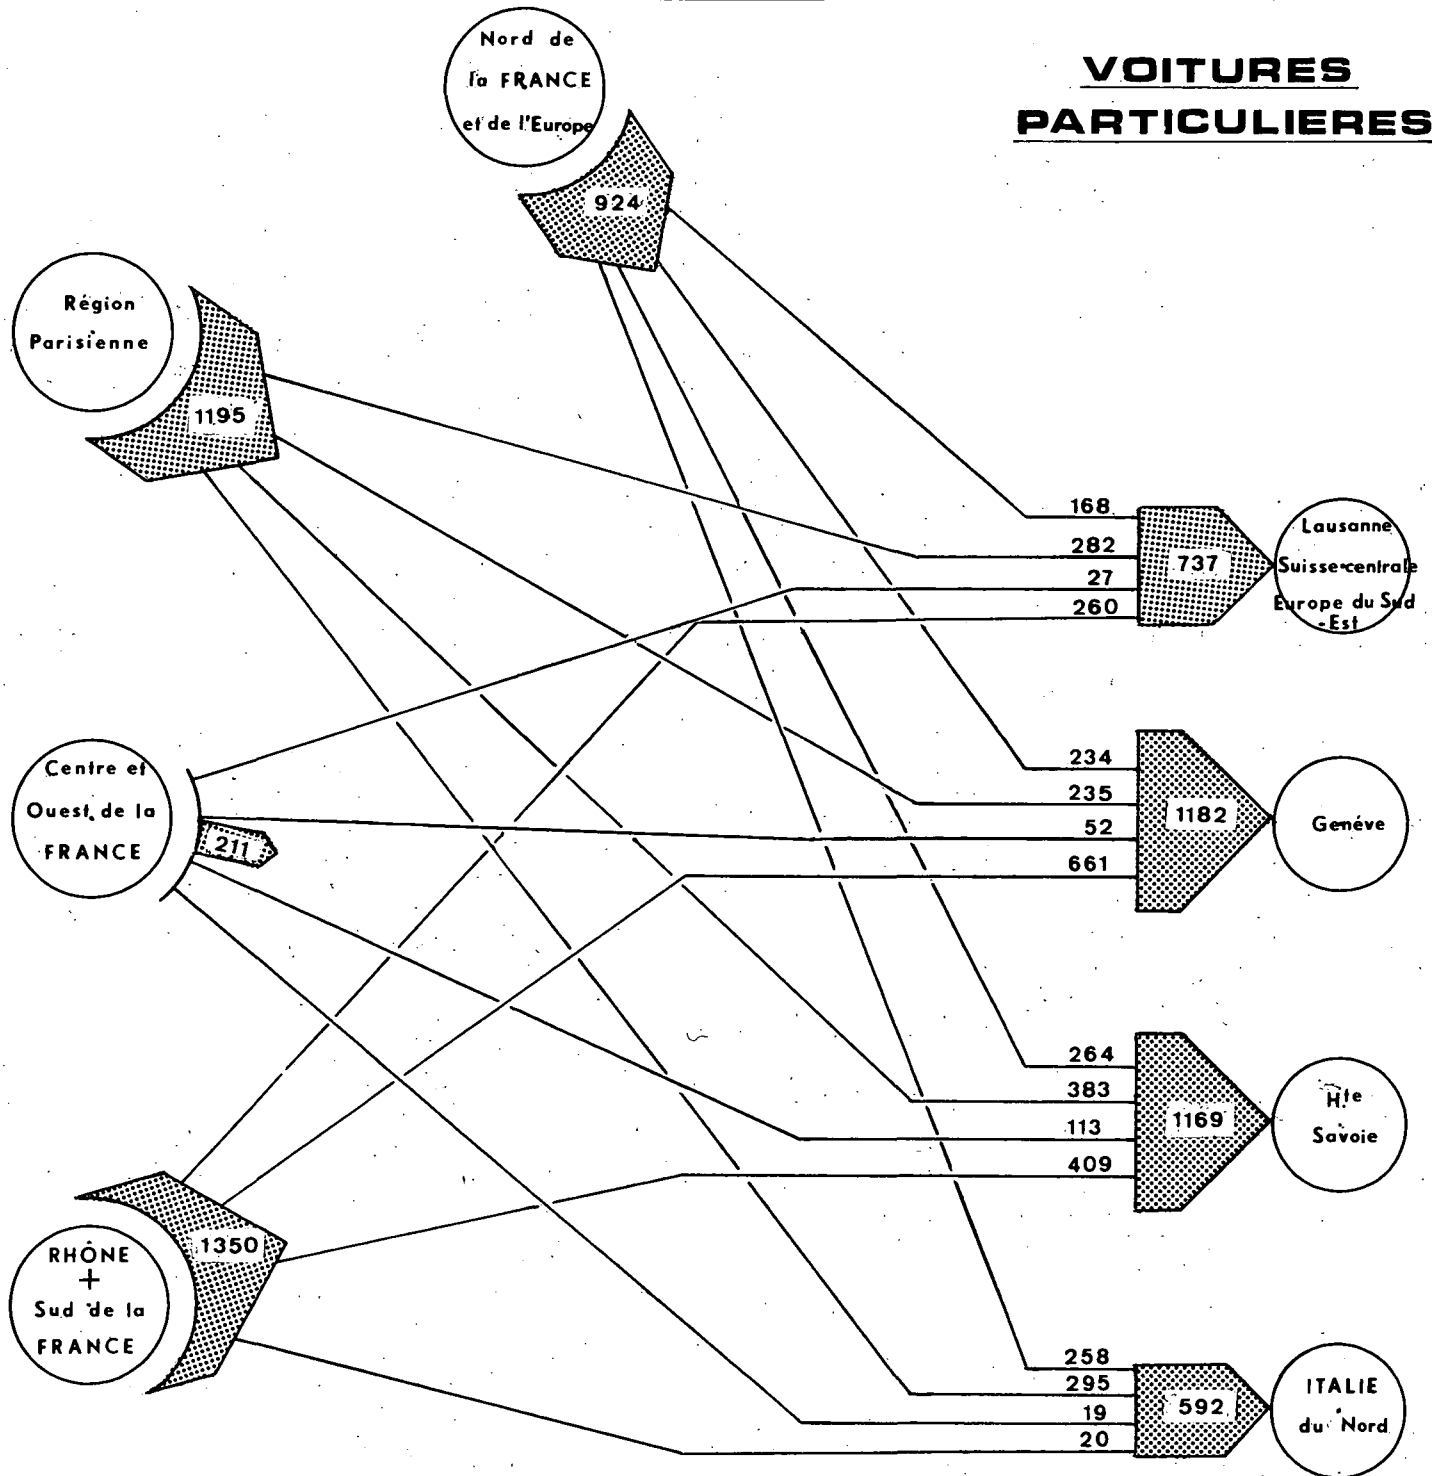 VOITURES
PARTICULIERES
Nord de
la FRANCE
et de l'Europe
924
Région
Parisienne
1195
Centre et
Ouest de la
FRANCE
211
RHÔNE
+
Sud de la
FRANCE
1350
168
282
27
260
737
Lausanne
Suisse-centrale
Europe du Sud
-Est
234
235
52
661
1182
Genéve
264
383
113
409
1169
H.te
Savoie
258
295
19
20
592
ITALIE
du Nord